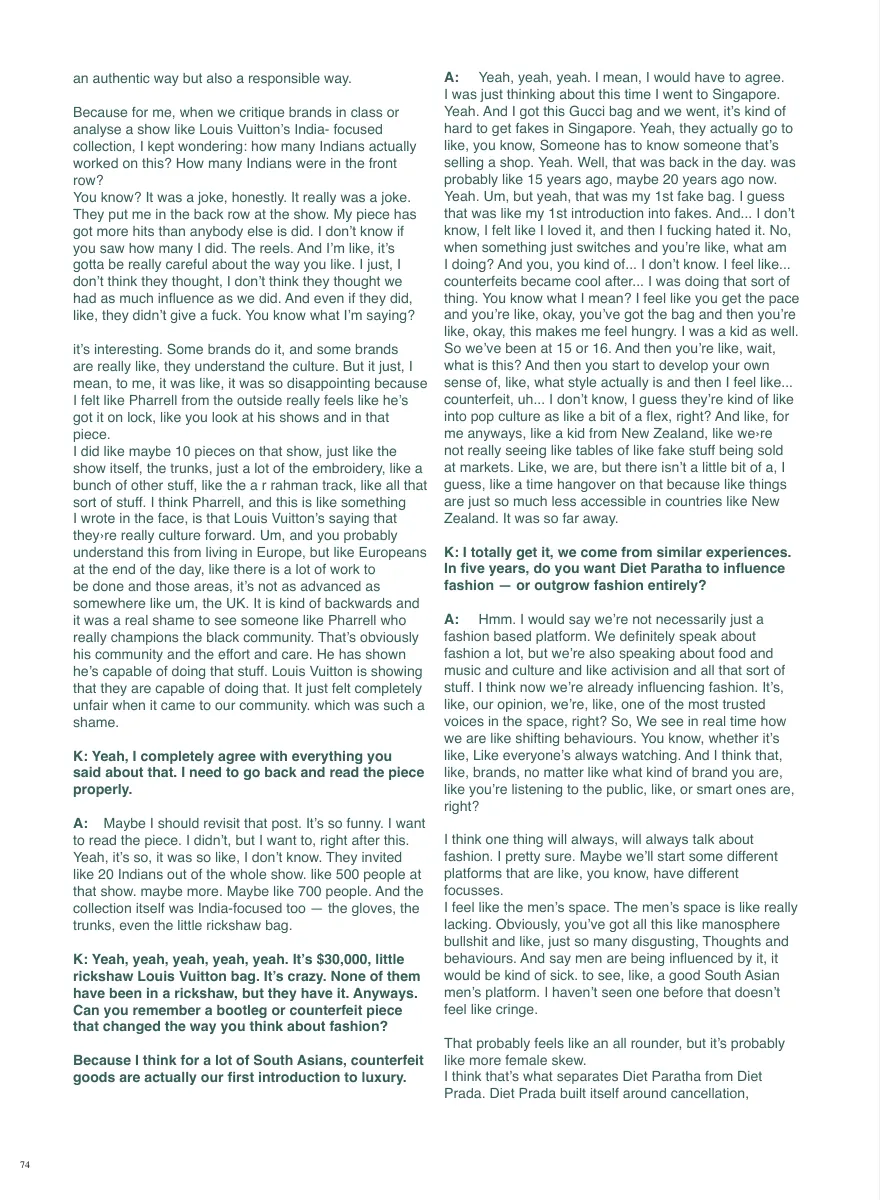 an authentic way but also a responsible way.
Because for me, when we critique brands in class or
analyse a show like Louis Vuitton’s India- focused
collection, I kept wondering: how many Indians actually
worked on this? How many Indians were in the front
row?
You know? It was a joke, honestly. It really was a joke.
They put me in the back row at the show. My piece has
got more hits than anybody else is did. I don’t know if
you saw how many I did. The reels. And I’m like, it’s
gotta be really careful about the way you like. I just, I
don’t think they thought, I don’t think they thought we
had as much influence as we did. And even if they did,
like, they didn’t give a fuck. You know what I’m saying?
it’s interesting. Some brands do it, and some brands
are really like, they understand the culture. But it just, I
mean, to me, it was like, it was so disappointing because
I felt like Pharrell from the outside really feels like he’s
got it on lock, like you look at his shows and in that
piece.
I did like maybe 10 pieces on that show, just like the
show itself, the trunks, just a lot of the embroidery, like a
bunch of other stuff, like the a r rahman track, like all that
sort of stuff. I think Pharrell, and this is like something
I wrote in the face, is that Louis Vuitton’s saying that
they›re really culture forward. Um, and you probably
understand this from living in Europe, but like Europeans
at the end of the day, like there is a lot of work to
be done and those areas, it’s not as advanced as
somewhere like um, the UK. It is kind of backwards and
it was a real shame to see someone like Pharrell who
really champions the black community. That’s obviously
his community and the effort and care. He has shown
he’s capable of doing that stuff. Louis Vuitton is showing
that they are capable of doing that. It just felt completely
unfair when it came to our community. which was such a
shame.
K: Yeah, I completely agree with everything you
said about that. I need to go back and read the piece
properly.
A: Maybe I should revisit that post. It’s so funny. I want
to read the piece. I didn’t, but I want to, right after this.
Yeah, it’s so, it was so like, I don’t know. They invited
like 20 Indians out of the whole show. like 500 people at
that show. maybe more. Maybe like 700 people. And the
collection itself was India-focused too — the gloves, the
trunks, even the little rickshaw bag.
K: Yeah, yeah, yeah, yeah, yeah. It’s $30,000, little
rickshaw Louis Vuitton bag. It’s crazy. None of them
have been in a rickshaw, but they have it. Anyways.
Can you remember a bootleg or counterfeit piece
that changed the way you think about fashion?
Because I think for a lot of South Asians, counterfeit
goods are actually our first introduction to luxury.
A: Yeah, yeah, yeah. I mean, I would have to agree.
I was just thinking about this time I went to Singapore.
Yeah. And I got this Gucci bag and we went, it’s kind of
hard to get fakes in Singapore. Yeah, they actually go to
like, you know, Someone has to know someone that’s
selling a shop. Yeah. Well, that was back in the day. was
probably like 15 years ago, maybe 20 years ago now.
Yeah. Um, but yeah, that was my 1st fake bag. I guess
that was like my 1st introduction into fakes. And... I don’t
know, I felt like I loved it, and then I fucking hated it. No,
when something just switches and you’re like, what am
I doing? And you, you kind of... I don’t know. I feel like...
counterfeits became cool after... I was doing that sort of
thing. You know what I mean? I feel like you get the pace
and you’re like, okay, you’ve got the bag and then you’re
like, okay, this makes me feel hungry. I was a kid as well.
So we’ve been at 15 or 16. And then you’re like, wait,
what is this? And then you start to develop your own
sense of, like, what style actually is and then I feel like...
counterfeit, uh... I don’t know, I guess they’re kind of like
into pop culture as like a bit of a flex, right? And like, for
me anyways, like a kid from New Zealand, like we›re
not really seeing like tables of like fake stuff being sold
at markets. Like, we are, but there isn’t a little bit of a, I
guess, like a time hangover on that because like things
are just so much less accessible in countries like New
Zealand. It was so far away.
K: I totally get it, we come from similar experiences.
In five years, do you want Diet Paratha to influence
fashion — or outgrow fashion entirely?
A: Hmm. I would say we’re not necessarily just a
fashion based platform. We definitely speak about
fashion a lot, but we’re also speaking about food and
music and culture and like activision and all that sort of
stuff. I think now we’re already influencing fashion. It’s,
like, our opinion, we’re, like, one of the most trusted
voices in the space, right? So, We see in real time how
we are like shifting behaviours. You know, whether it’s
like, Like everyone’s always watching. And I think that,
like, brands, no matter like what kind of brand you are,
like you’re listening to the public, like, or smart ones are,
right?
I think one thing will always, will always talk about
fashion. I pretty sure. Maybe we’ll start some different
platforms that are like, you know, have different
focusses.
I feel like the men’s space. The men’s space is like really
lacking. Obviously, you’ve got all this like manosphere
bullshit and like, just so many disgusting, Thoughts and
behaviours. And say men are being influenced by it, it
would be kind of sick. to see, like, a good South Asian
men’s platform. I haven’t seen one before that doesn’t
feel like cringe.
That probably feels like an all rounder, but it’s probably
like more female skew.
I think that’s what separates Diet Paratha from Diet
Prada. Diet Prada built itself around cancellation,
74